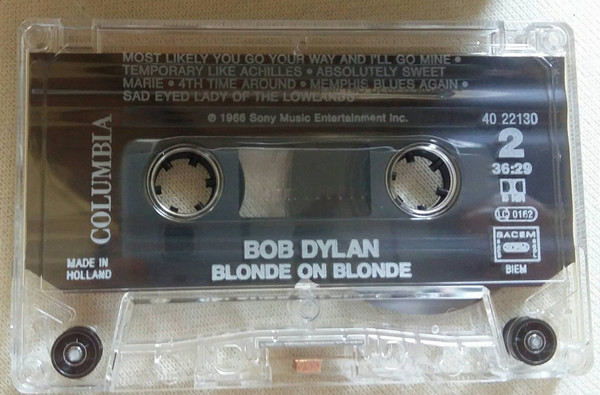 MOST LIKELY YOU GO YOUR WAY AND I'LL GO MINE •
TEMPORARY LIKE ACHILLES • ABSOLUTELY SWEET
MARIE • 4TH TIME AROUND • MEMPHIS BLUES AGAIN •
SAD EYED LADY OF THE LOWLANDS
℗ 1966 Sony Music Entertainment Inc.
40 22130
2
36:29
LC 0162
SACEM
BIEM
COLUMBIA
MADE IN
HOLLAND
BOB DYLAN
BLONDE ON BLONDE